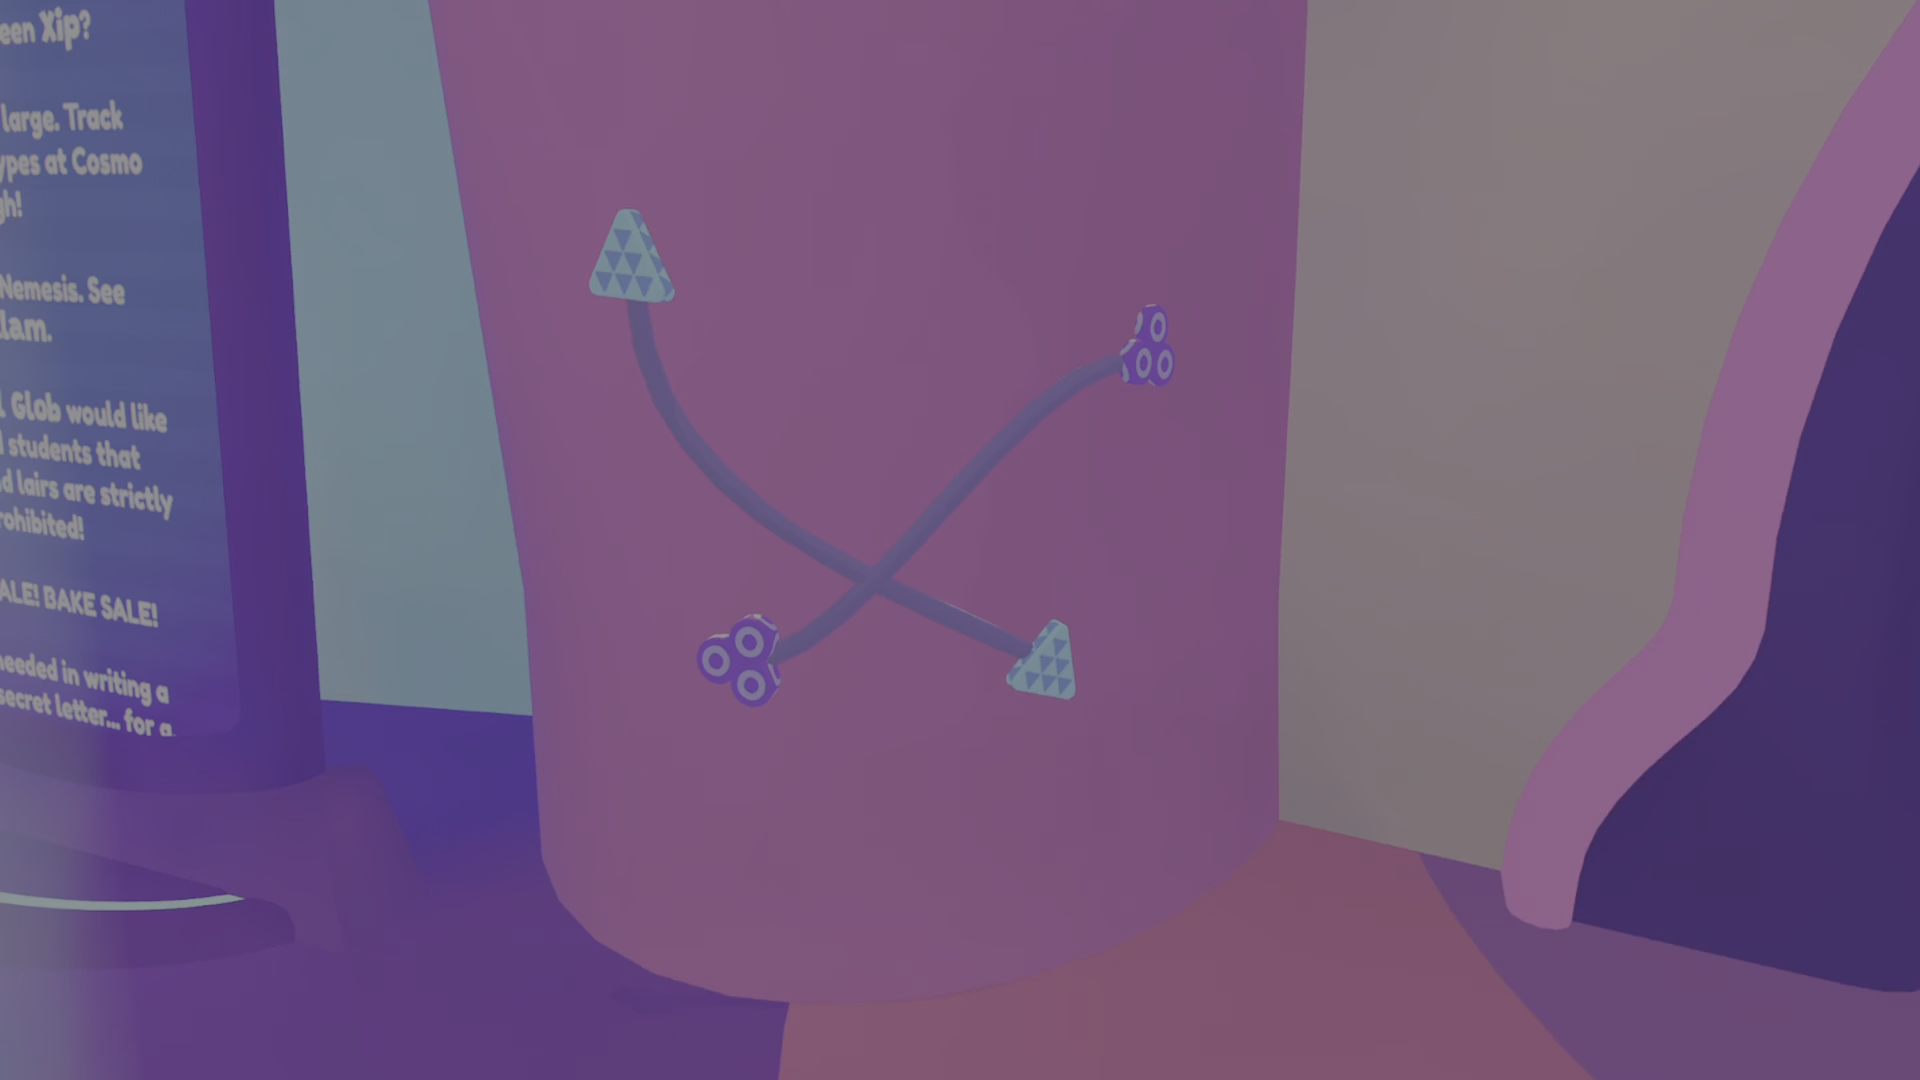 een Xip?
large. Track
ypes at Cosmo
gh!
Nemesis. See
lam.
l Glob would like
l students that
d lairs are strictly
rohibited!
ALE! BAKE SALE!
needed in writing a
secret letter... for a